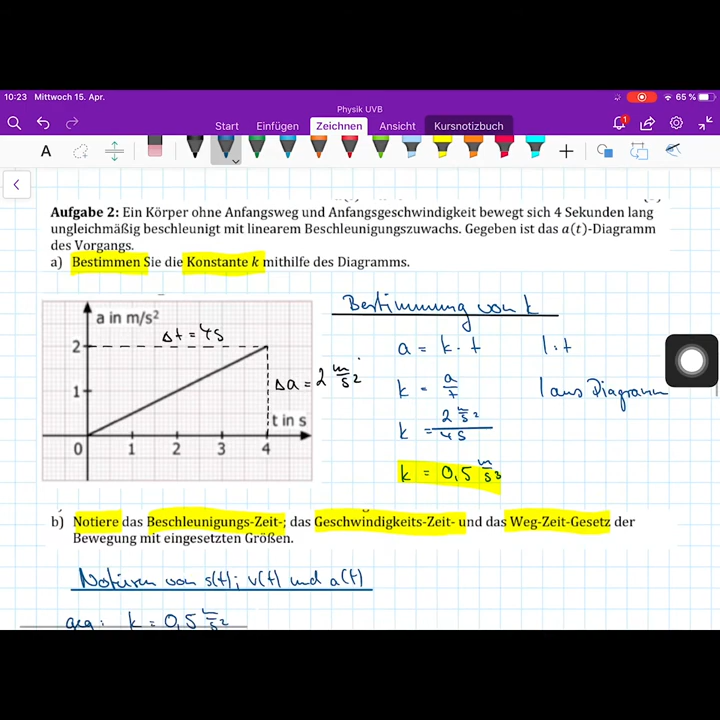 10:23 Mittwoch 15. Apr.
65 %
Physik UVB
Start Einfügen Zeichnen Ansicht Kursnotizbuch
1
A
Aufgabe 2: Ein Körper ohne Anfangsweg und Anfangsgeschwindigkeit bewegt sich 4 Sekunden lang
ungleichmäßig beschleunigt mit linearem Beschleunigungszuwachs. Gegeben ist das a(t)-Diagramm
des Vorgangs.
a) Bestimmen Sie die Konstante k mithilfe des Diagramms.
Bestimmung von k
a in m/s²
Δt = 4s
2
1
Δa = 2 m/s²
t in s
0 1 2 3 4
a = k · t | : t
k = a/t | aus Diagramm
k = 2 m/s² / 4s
k = 0,5 m/s³
b) Notiere das Beschleunigungs-Zeit-; das Geschwindigkeits-Zeit- und das Weg-Zeit-Gesetz der
Bewegung mit eingesetzten Größen.
Notieren von s(t); v(t) und a(t)
geg: k = 0,5 m/s²